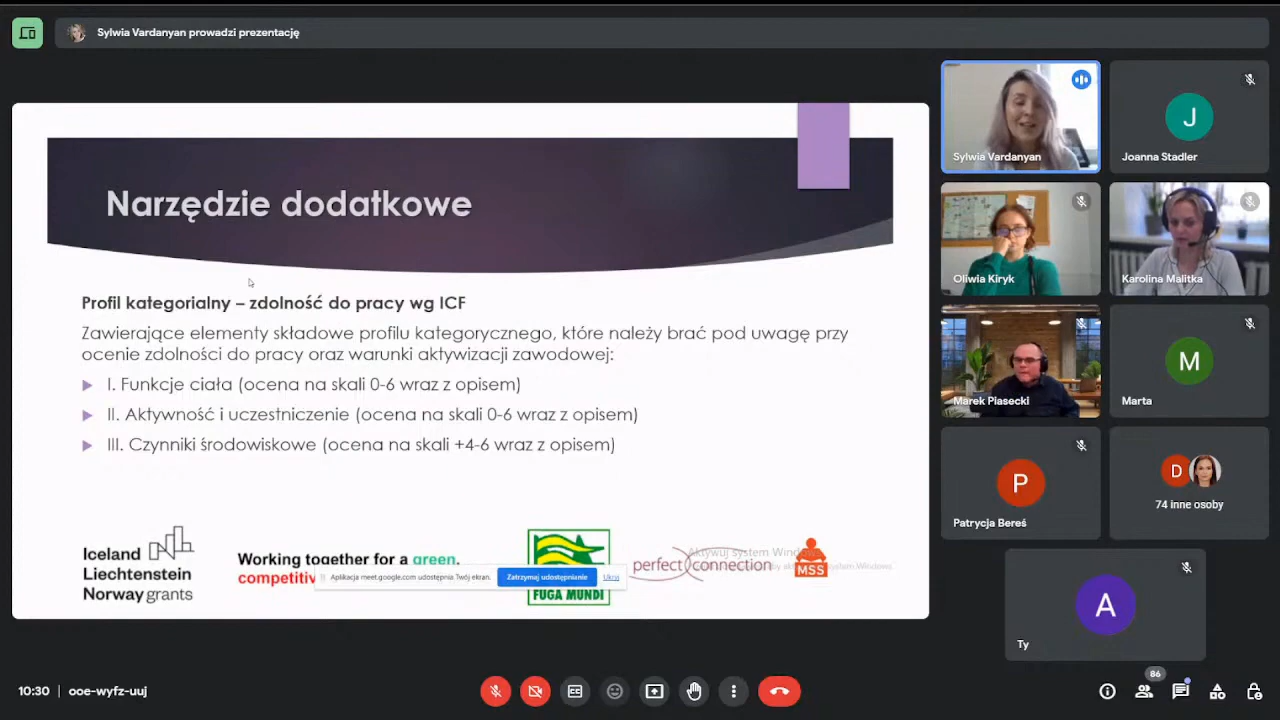 Sylwia Vardanyan prowadzi prezentację
Narzędzie dodatkowe
Profil kategorialny – zdolność do pracy wg ICF
Zawierające elementy składowe profilu kategorycznego, które należy brać pod uwagę przy
ocenie zdolności do pracy oraz warunki aktywizacji zawodowej:
I. Funkcje ciała (ocena na skali 0-6 wraz z opisem)
II. Aktywność i uczestniczenie (ocena na skali 0-6 wraz z opisem)
III. Czynniki środowiskowe (ocena na skali +4-6 wraz z opisem)
Iceland
Liechtenstein
Norway grants
Working together for a green,
competitiv
Aplikacja meet.google.com udostępnia Twój ekran.
Zatrzymaj udostępnianie
Ukryj
FUGA MUNDI
perfect connection
MSS
Aktywuj system Windows
aby aktywować system Windows.
Sylwia Vardanyan
J
Joanna Stadler
Oliwia Kiryk
Karolina Malitka
Marek Piasecki
M
Marta
P
Patrycja Bereś
D
74 inne osoby
A
Ty
10:30 | ooe-wyfz-uuj
86